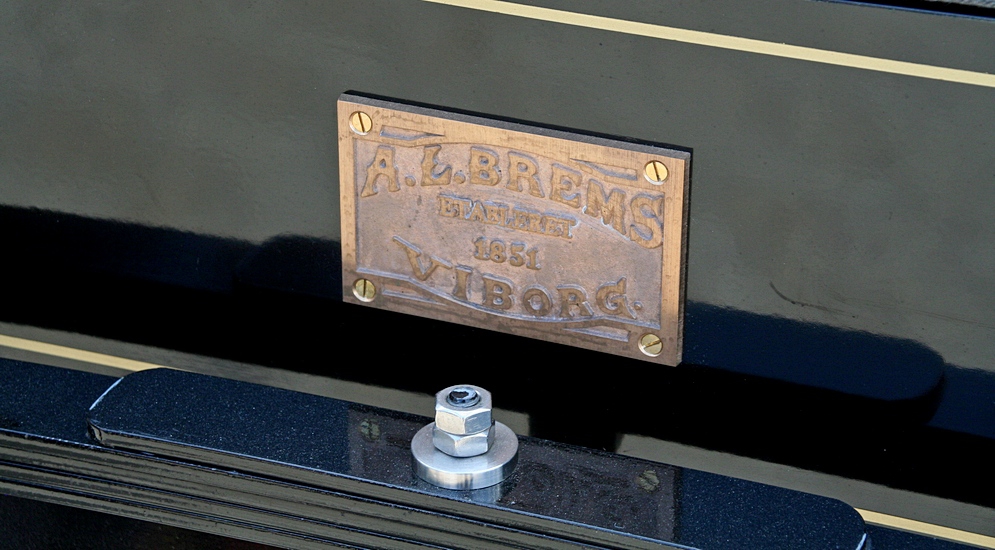 A.L.BREMS
ETABLERET
1851
VIBORG.